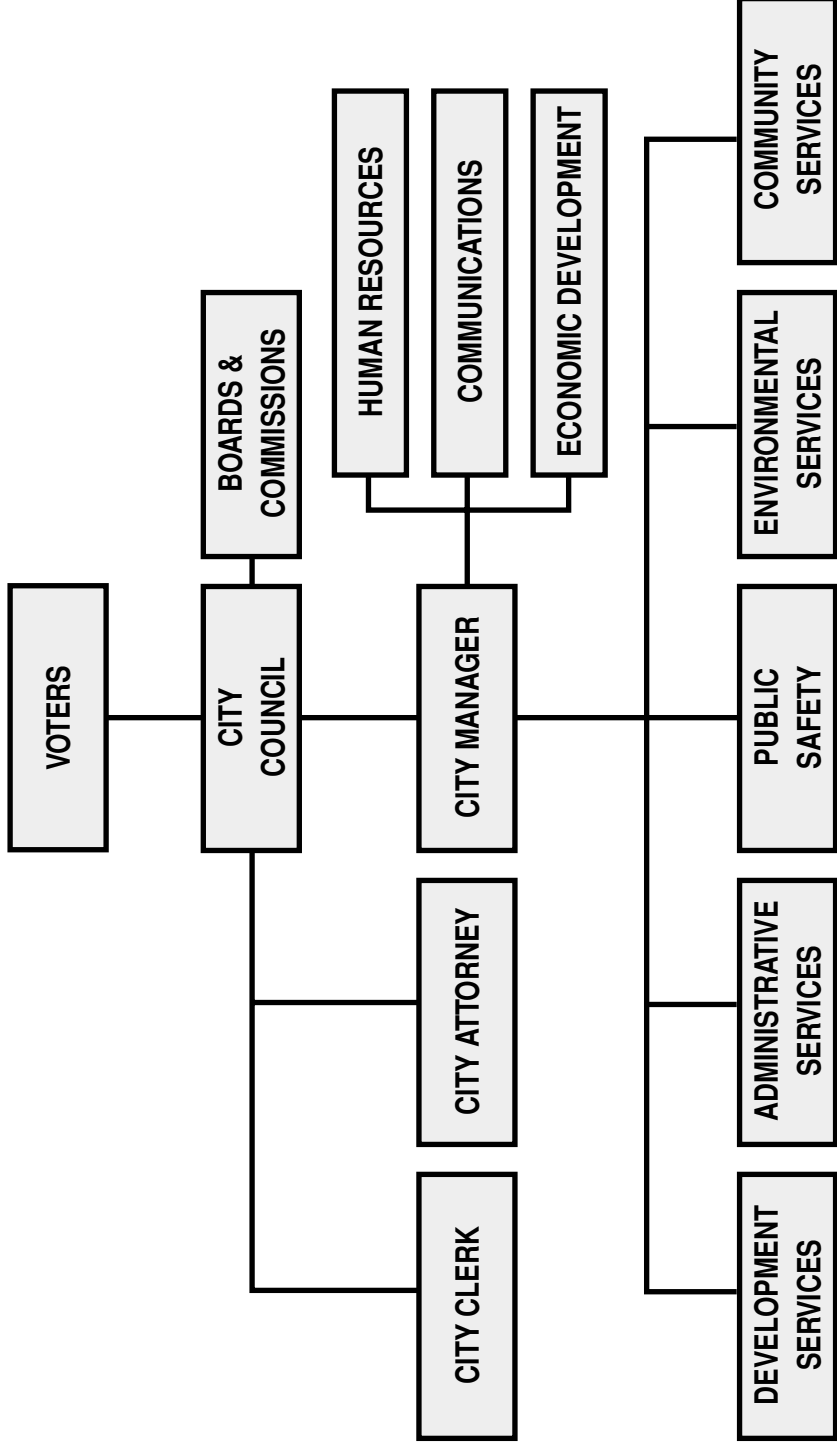 VOTERS
CITY
COUNCIL
BOARDS &
COMMISSIONS
CITY CLERK
CITY ATTORNEY
CITY MANAGER
HUMAN RESOURCES
COMMUNICATIONS
ECONOMIC DEVELOPMENT
DEVELOPMENT
SERVICES
ADMINISTRATIVE
SERVICES
PUBLIC
SAFETY
ENVIRONMENTAL
SERVICES
COMMUNITY
SERVICES